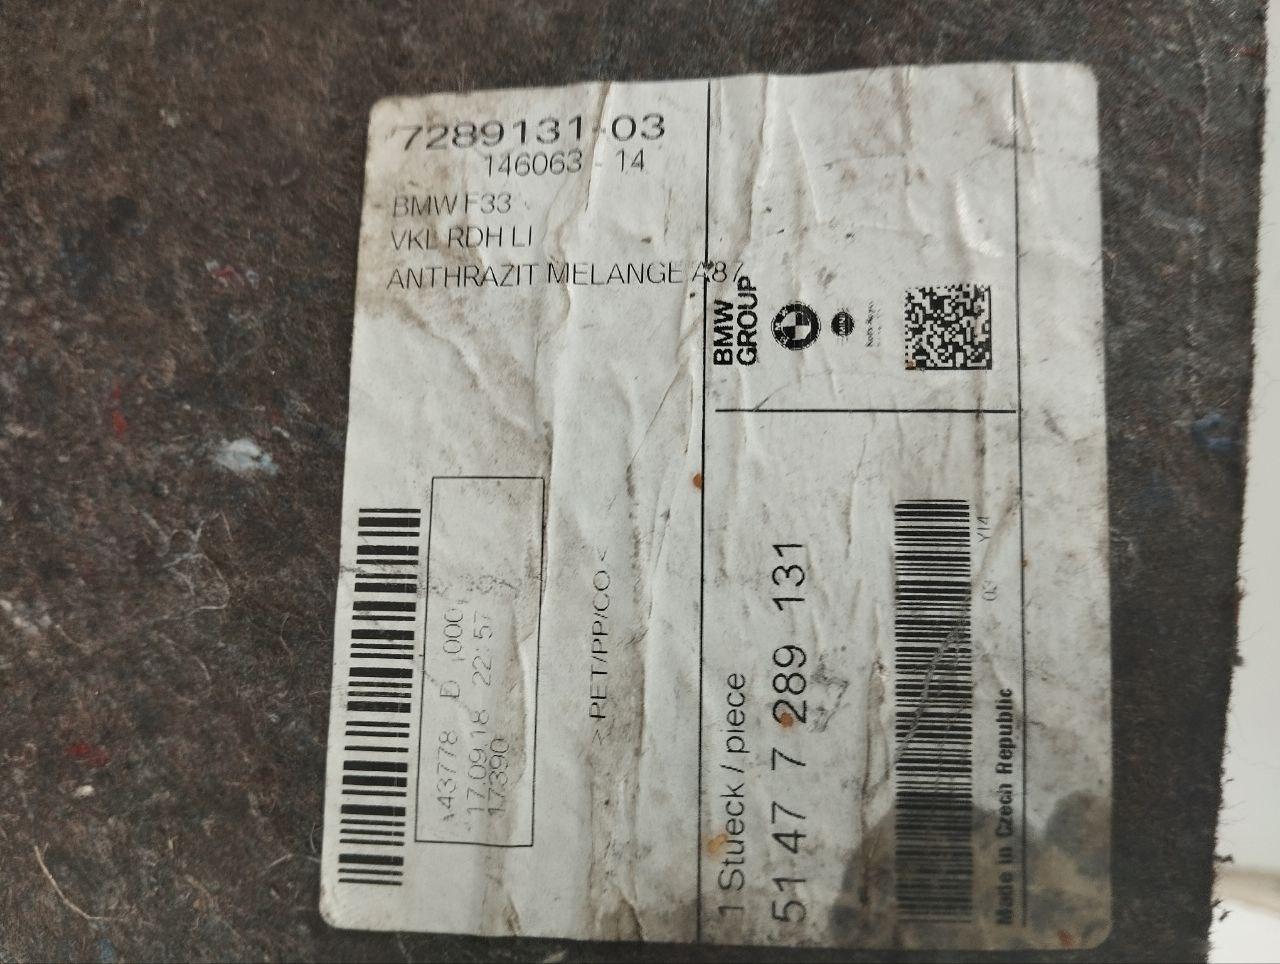 7289131-03
146063 - 14
BMW F33
VKL RDH LI
ANTHRAZIT MELANGE A87
BMW
GROUP
43778 D
17.09.18 22:57
17390
>PET/PP/CO<
1 Stueck / piece
51 47 7 289 131
03 Y14
Made in Czech Republic